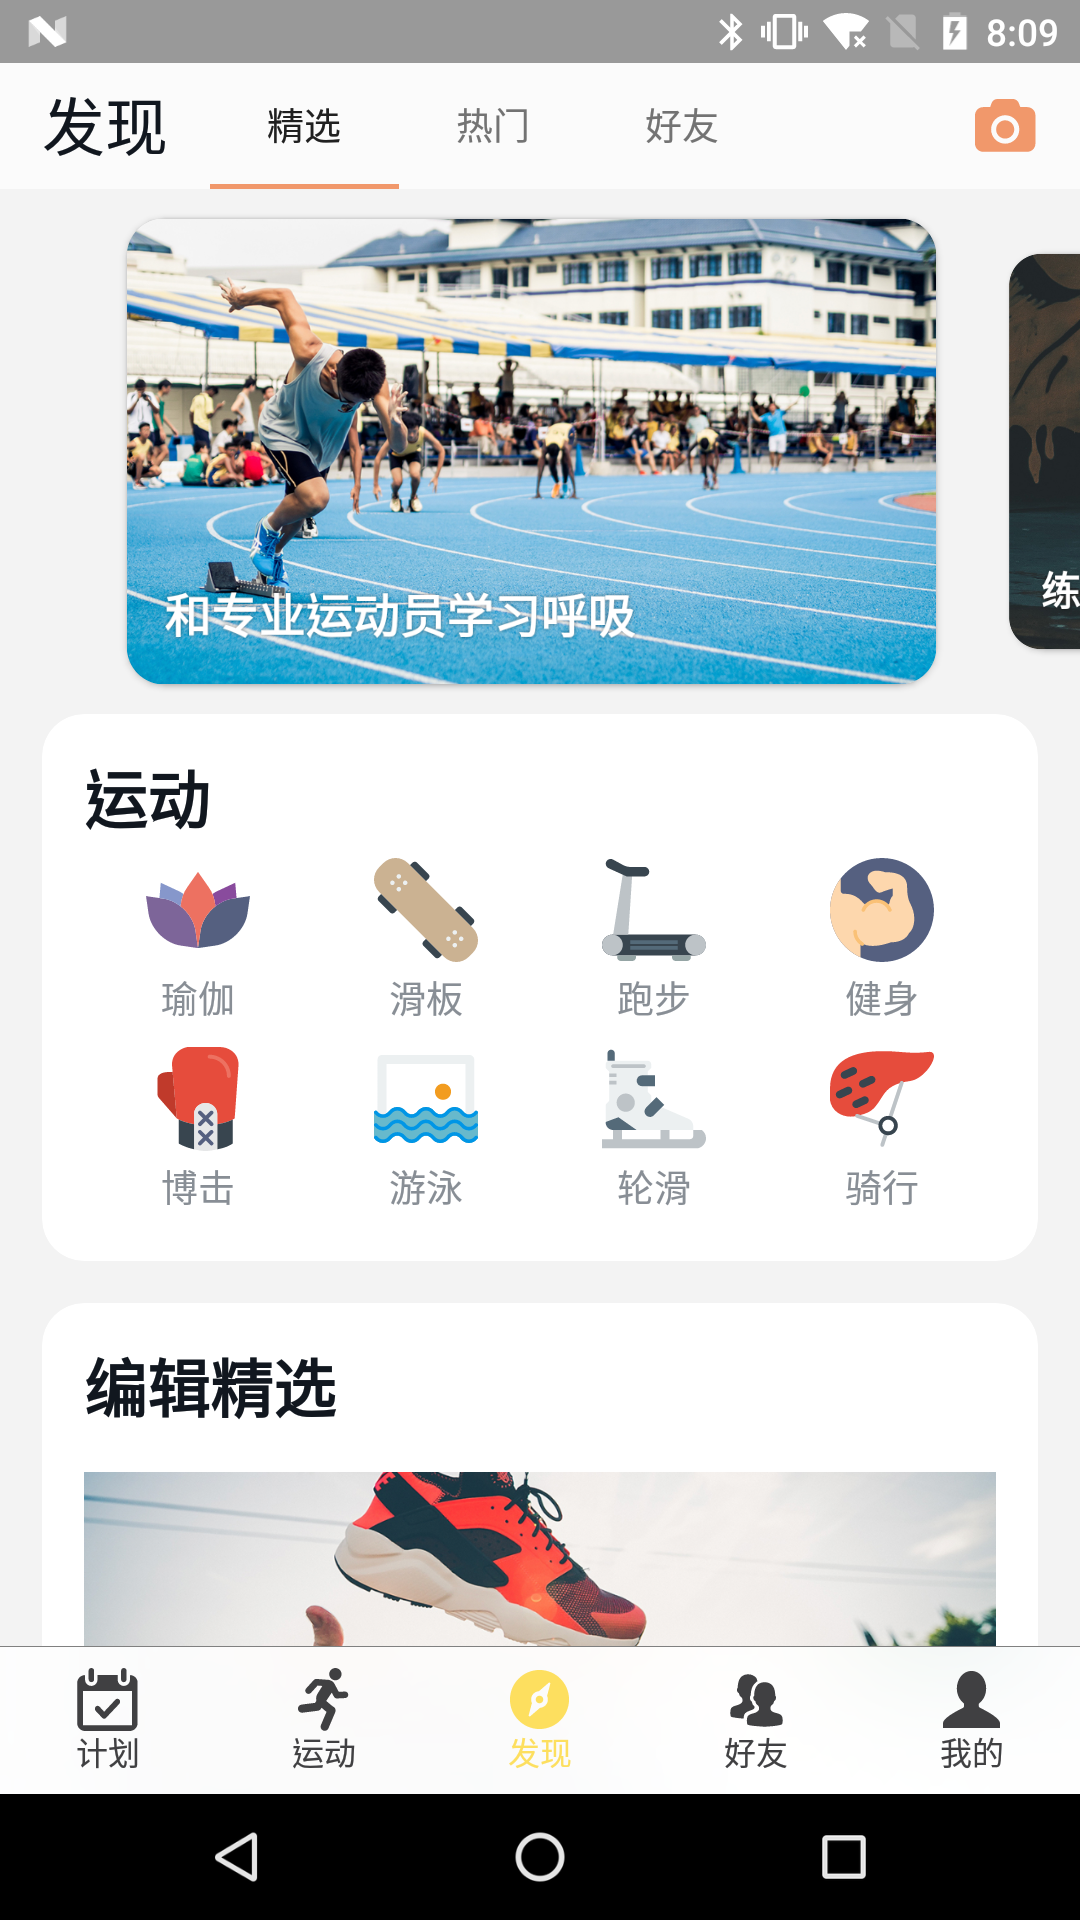 8:09
发现 精选 热门 好友
和专业运动员学习呼吸
练
运动
瑜伽 滑板 跑步 健身
博击 游泳 轮滑 骑行
编辑精选
计划 运动 发现 好友 我的